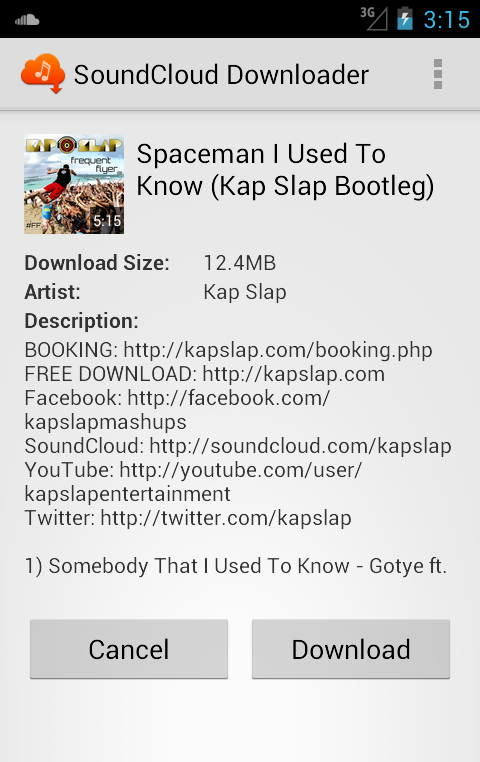 3G 3:15
SoundCloud Downloader
KAP SLAP
frequent
flyer
#FF
5:15
Spaceman I Used To
Know (Kap Slap Bootleg)
Download Size: 12.4MB
Artist: Kap Slap
Description:
BOOKING: http://kapslap.com/booking.php
FREE DOWNLOAD: http://kapslap.com
Facebook: http://facebook.com/
kapslapmashups
SoundCloud: http://soundcloud.com/kapslap
YouTube: http://youtube.com/user/
kapslapentertainment
Twitter: http://twitter.com/kapslap
1) Somebody That I Used To Know - Gotye ft.
Cancel Download